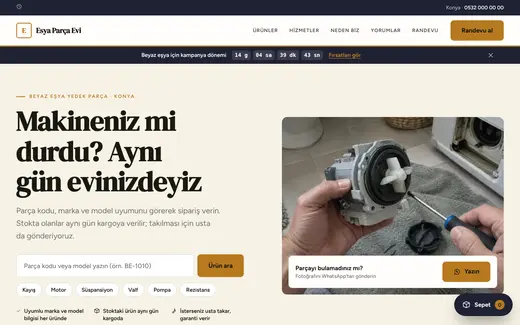 Konya · 0532 000 00 00
E Eşya Parça Evi
ÜRÜNLER HİZMETLER NEDEN BİZ YORUMLAR RANDEVU Randevu al
Beyaz eşya için kampanya dönemi 14 g 04 sa 39 dk 43 sn Fırsatları gör
BEYAZ EŞYA YEDEK PARÇA · KONYA
Makineniz mi
durdu? Aynı
gün evinizdeyiz
Parça kodu, marka ve model uyumunu görerek sipariş verin.
Stokta olanlar aynı gün kargoya verilir; takılması için usta
da gönderiyoruz.
Parça kodu veya model yazın (örn. BE-1010) Ürün ara
Kayış Motor Süspansiyon Valf Pompa Rezistans
Uyumlu marka ve model
bilgisi her üründe
Stoktaki ürün aynı gün
kargoda
İsterseniz usta takar,
garanti verir
Parçayı bulamadınız mı?
Fotoğrafını WhatsApp'tan gönderin
Yazın
Sepet 0